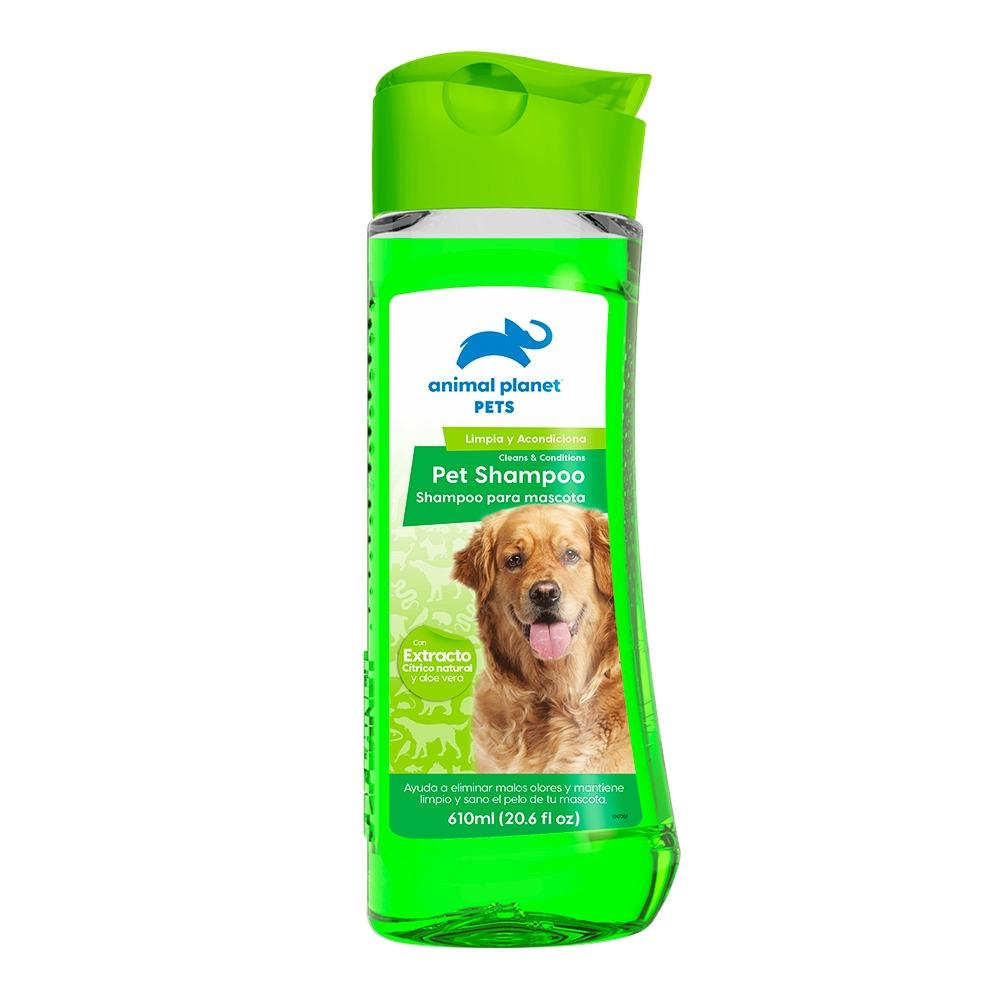 animal planet™
PETS
Limpia y Acondiciona
Cleans & Conditions
Pet Shampoo
Shampoo para mascota
Con
Extracto
Cítrico natural
y aloe vera
Ayuda a eliminar malos olores y mantiene
limpio y sano el pelo de tu mascota.
610ml (20.6 fl oz)